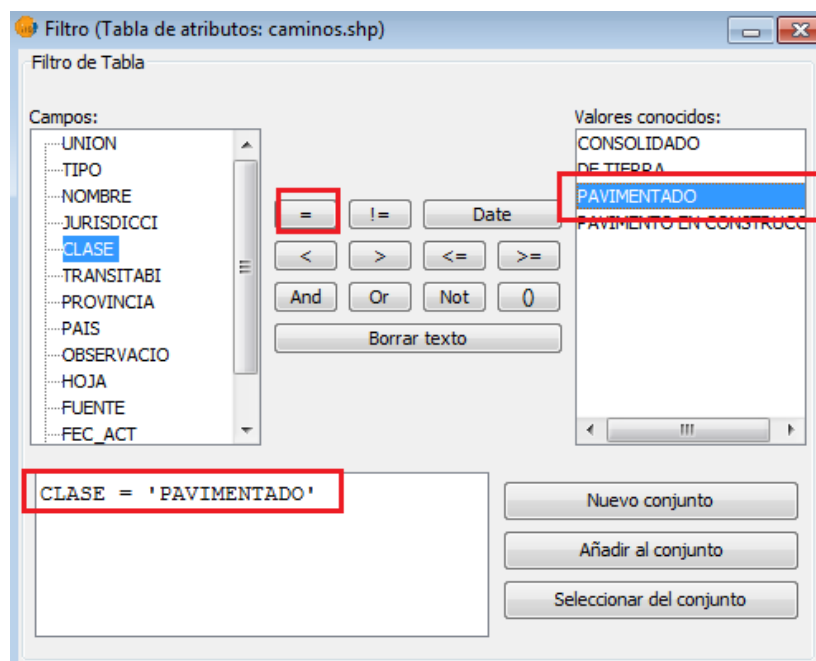 Filtro (Tabla de atributos: caminos.shp)
Filtro de Tabla
Campos:
UNION
TIPO
NOMBRE
JURISDICCI
CLASE
TRANSITABI
PROVINCIA
PAIS
OBSERVACIO
HOJA
FUENTE
FEC_ACT
= != Date
< > <= >=
And Or Not ()
Borrar texto
Valores conocidos:
CONSOLIDADO
DE TIERRA
PAVIMENTADO
PAVIMENTO EN CONSTRUCC
CLASE = 'PAVIMENTADO'
Nuevo conjunto
Añadir al conjunto
Seleccionar del conjunto